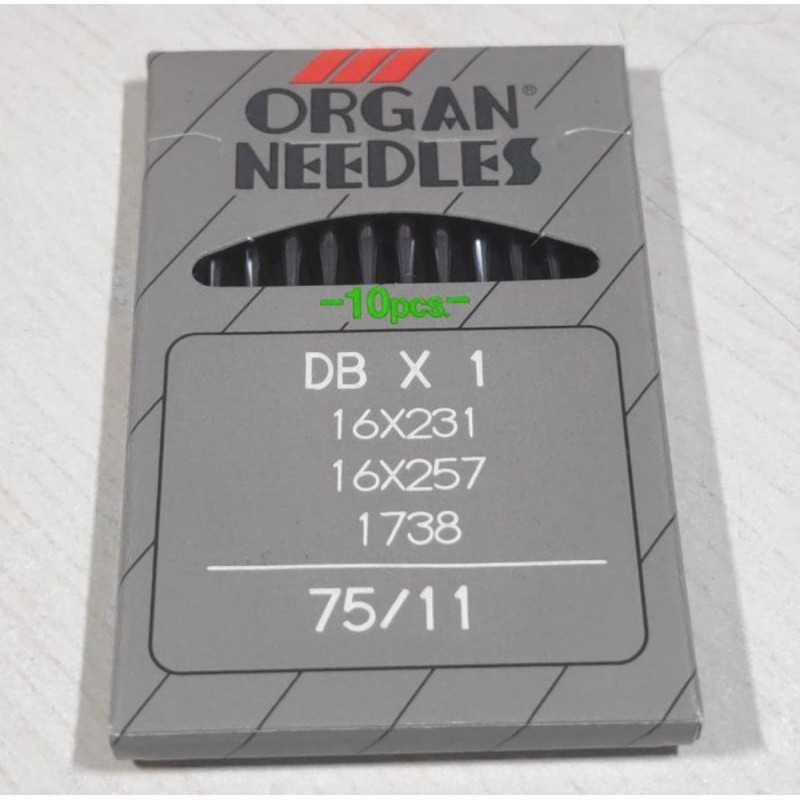 ORGAN®
NEEDLES
-10pcs.-
DB X 1
16X231
16X257
1738
75/11